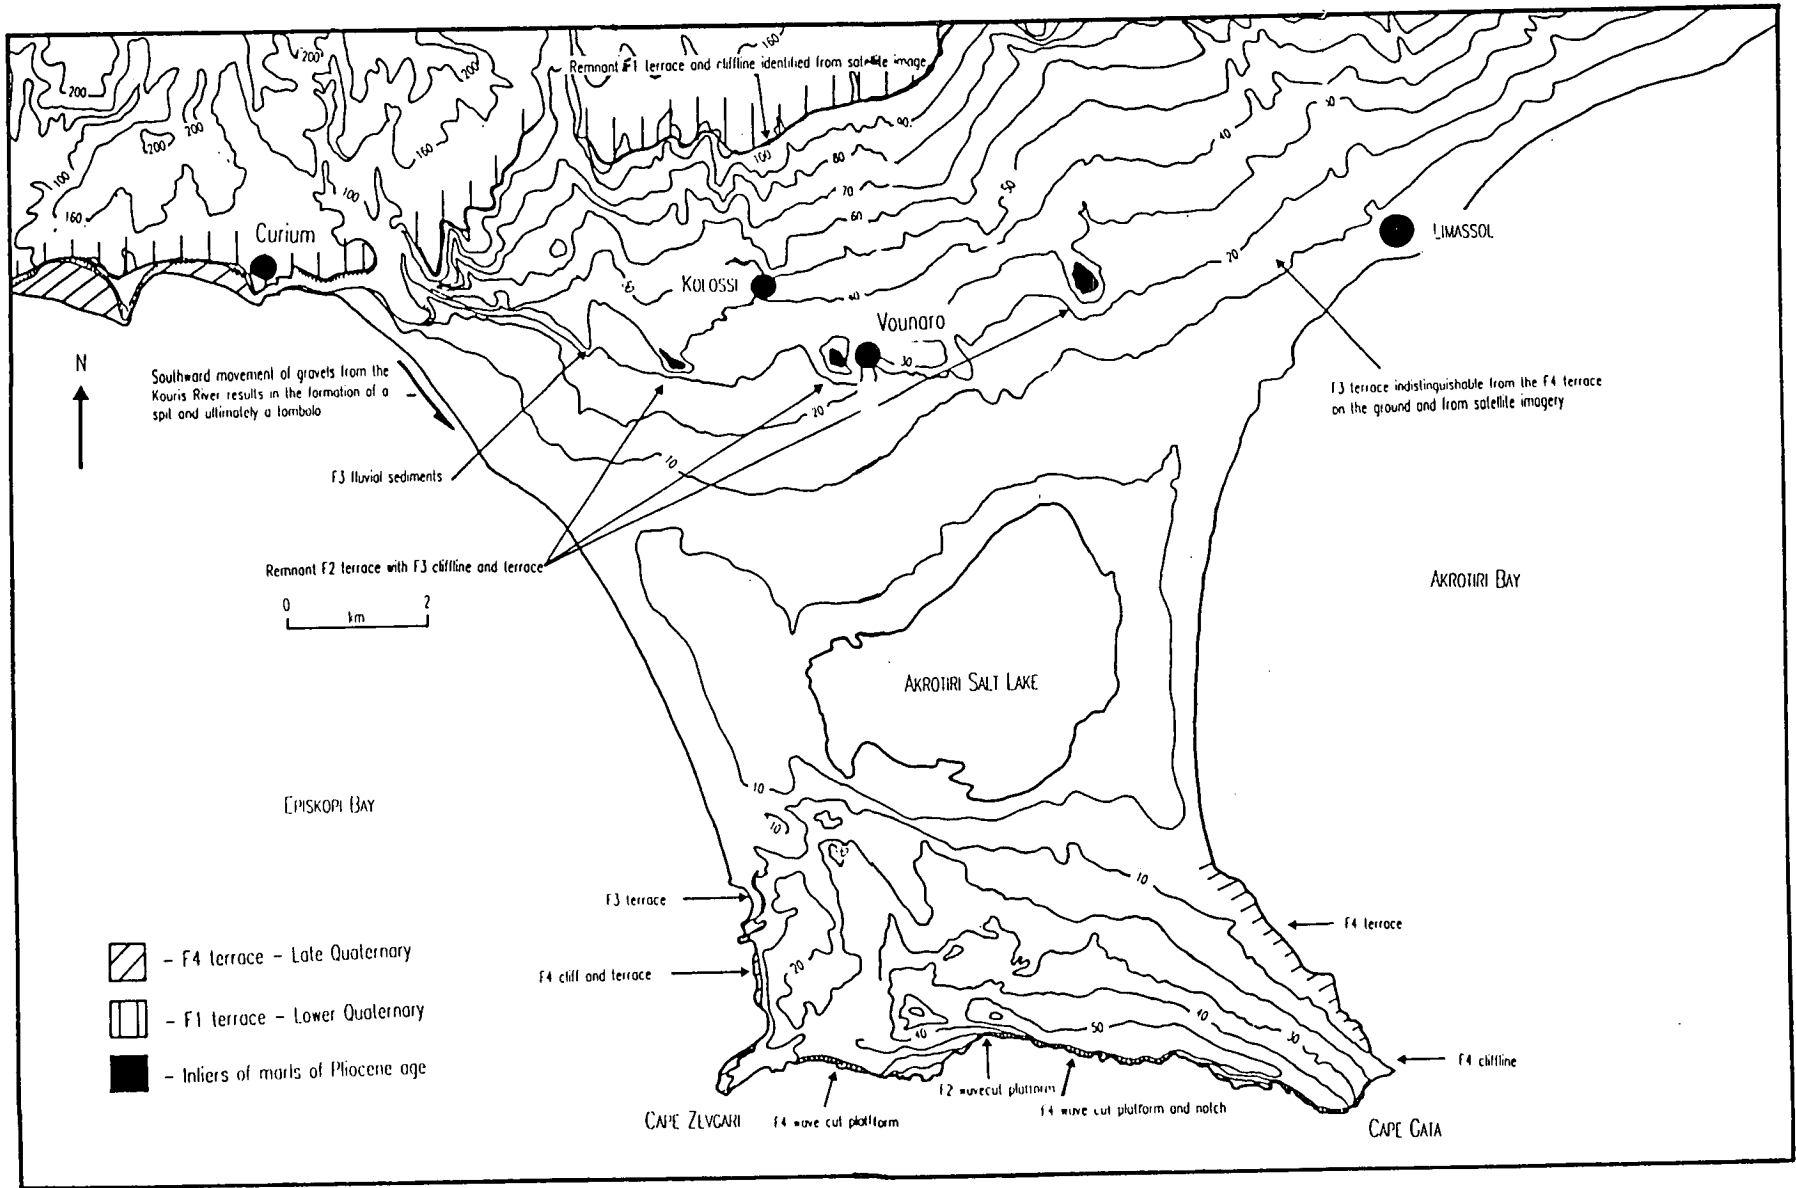 160
200
200
200
Remnant F1 terrace and cliffline identified from satellite image
200
200
160
90
100
80
100
160
100
70
60
50
40
30
Curium
KOLOSSI
40
Vounaro
30
20
20
LIMASSOL
N
Southward movement of gravels from the
Kouris River results in the formation of a
spit and ultimately a tombolo
F3 terrace indistinguishable from the F4 terrace
on the ground and from satellite imagery
10
F3 fluvial sediments
Remnant F2 terrace with F3 cliffline and terrace
0 2
km
AKROTIRI BAY
AKROTIRI SALT LAKE
EPISKOPI BAY
10
10
10
F3 terrace
F4 terrace
F4 cliff and terrace
20
40
50
40
30
F4 cliffline
– F4 terrace – Late Quaternary
– F1 terrace – Lower Quaternary
– Inliers of marls of Pliocene age
F2 wavecut platform
F4 wave cut platform and notch
CAPE ZEVGARI
F4 wave cut platform
CAPE GATA